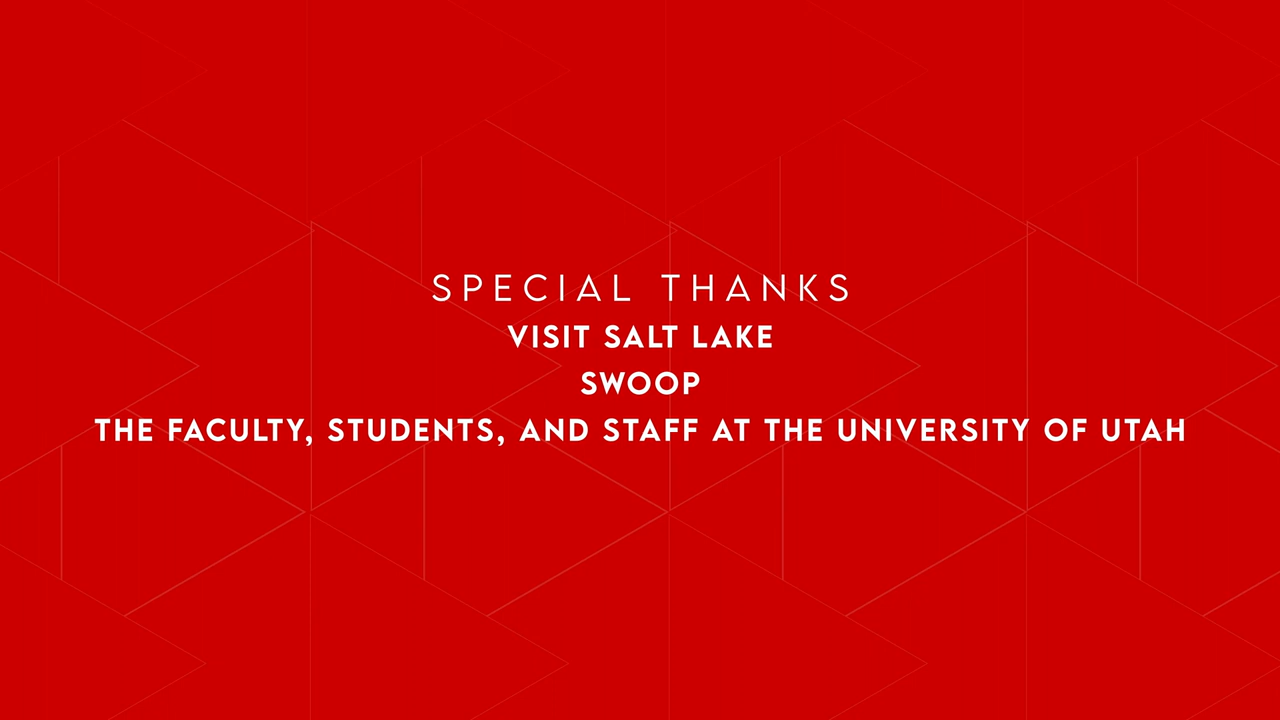 SPECIAL THANKS
VISIT SALT LAKE
SWOOP
THE FACULTY, STUDENTS, AND STAFF AT THE UNIVERSITY OF UTAH